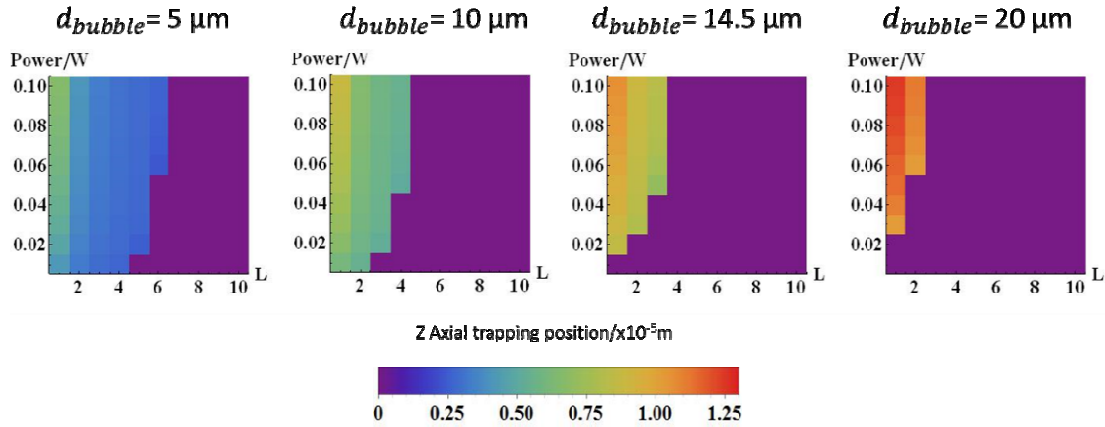 d_bubble= 5 µm d_bubble= 10 µm d_bubble= 14.5 µm d_bubble= 20 µm
Power/W Power/W Power/W Power/W
0.10 0.10 0.10 0.10
0.08 0.08 0.08 0.08
0.06 0.06 0.06 0.06
0.04 0.04 0.04 0.04
0.02 0.02 0.02 0.02
L L L L
2 4 6 8 10 2 4 6 8 10 2 4 6 8 10 2 4 6 8 10
Z Axial trapping position/x10⁻⁵m
0 0.25 0.50 0.75 1.00 1.25